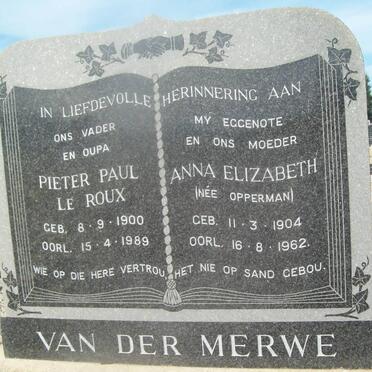 IN LIEFDEVOLLE HERINNERING AAN
ONS VADER
EN OUPA
PIETER PAUL
LE ROUX
GEB. 8-9-1900
OORL. 15-4-1989
MY EGGENOTE
EN ONS MOEDER
ANNA ELIZABETH
(NÉE OPPERMAN)
GEB. 11-3-1904
OORL. 16-8-1962.
WIE OP DIE HERE VERTROU, HET NIE OP SAND GEBOU.
VAN DER MERWE